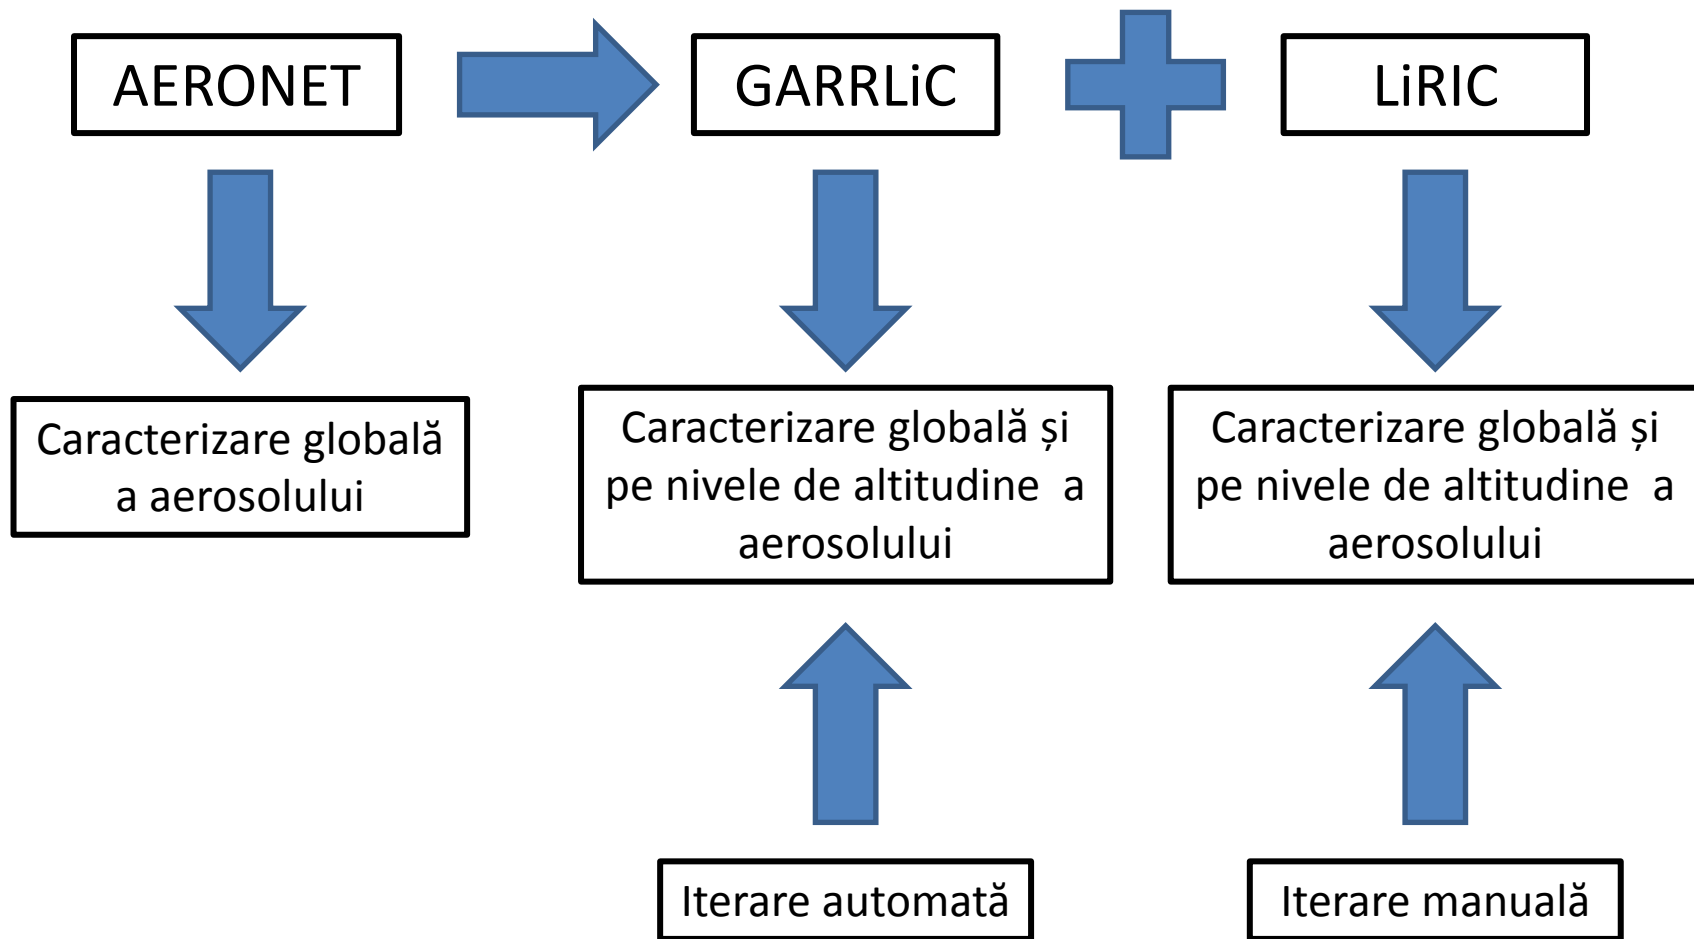 AERONET
GARRLiC
LiRIC
Caracterizare globală
a aerosolului
Caracterizare globală și
pe nivele de altitudine a
aerosolului
Caracterizare globală și
pe nivele de altitudine a
aerosolului
Iterare automată
Iterare manuală